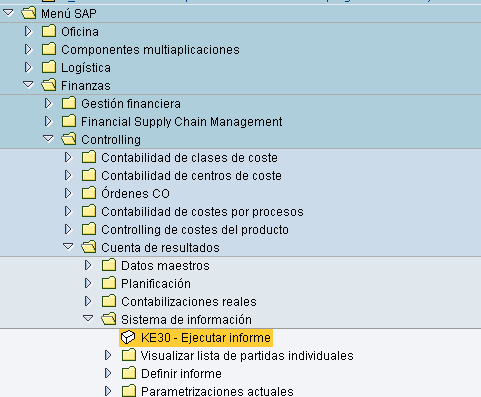 Menú SAP
Oficina
Componentes multiaplicaciones
Logística
Finanzas
Gestión financiera
Financial Supply Chain Management
Controlling
Contabilidad de clases de coste
Contabilidad de centros de coste
Órdenes CO
Contabilidad de costes por procesos
Controlling de costes del producto
Cuenta de resultados
Datos maestros
Planificación
Contabilizaciones reales
Sistema de información
KE30 - Ejecutar informe
Visualizar lista de partidas individuales
Definir informe
Parametrizaciones actuales